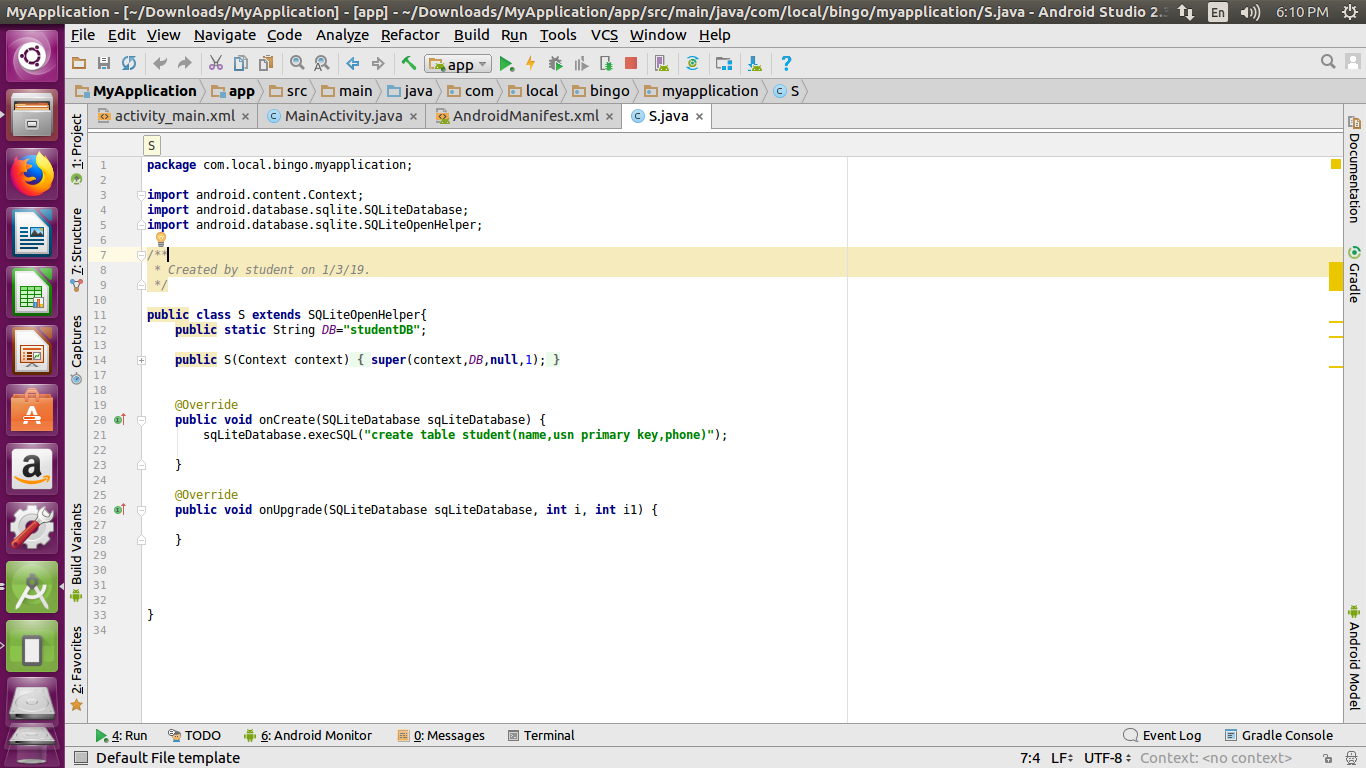 MyApplication - [~/Downloads/MyApplication] - [app] - ~/Downloads/MyApplication/app/src/main/java/com/local/bingo/myapplication/S.java - Android Studio 2.
En
6:10 PM
File Edit View Navigate Code Analyze Refactor Build Run Tools VCS Window Help
app
MyApplication app src main java com local bingo myapplication S
activity_main.xml MainActivity.java AndroidManifest.xml S.java
1: Project
7: Structure
Captures
Build Variants
2: Favorites
S
1 package com.local.bingo.myapplication;
2
3 import android.content.Context;
4 import android.database.sqlite.SQLiteDatabase;
5 import android.database.sqlite.SQLiteOpenHelper;
6
7 /**
8 * Created by student on 1/3/19.
9 */
10
11 public class S extends SQLiteOpenHelper{
12 public static String DB="studentDB";
13
14 public S(Context context) { super(context,DB,null,1); }
17
18
19 @Override
20 public void onCreate(SQLiteDatabase sqLiteDatabase) {
21 sqLiteDatabase.execSQL("create table student(name,usn primary key,phone)");
22
23 }
24
25 @Override
26 public void onUpgrade(SQLiteDatabase sqLiteDatabase, int i, int i1) {
27
28 }
29
30
31
32
33 }
34
Documentation
Gradle
Android Model
4: Run TODO 6: Android Monitor 0: Messages Terminal Event Log Gradle Console
Default File template 7:4 LF UTF-8 Context: <no context>